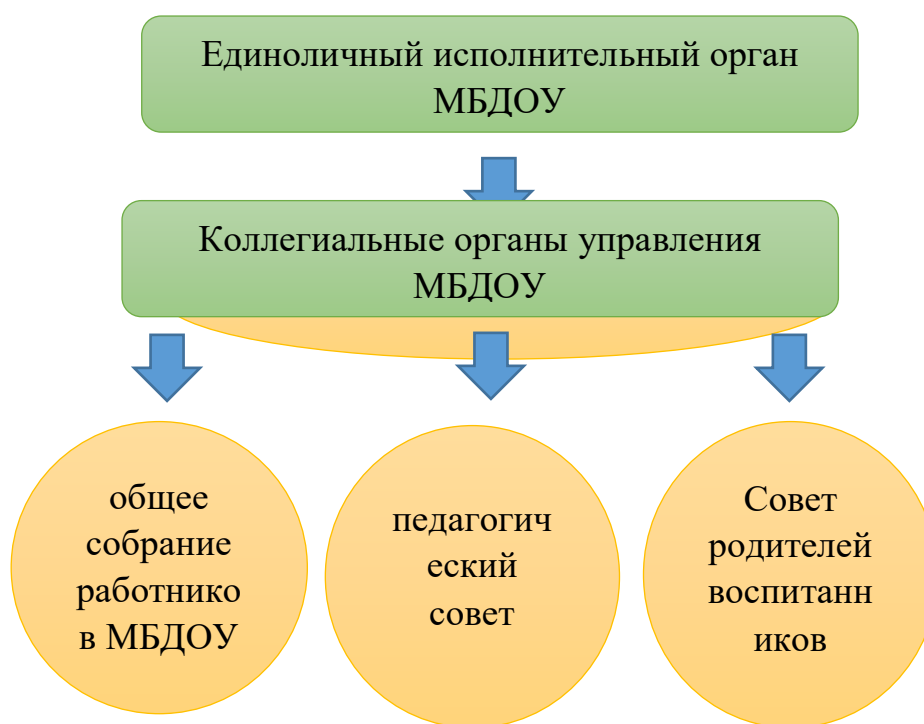 Единоличный исполнительный орган
МБДОУ
Коллегиальные органы управления
МБДОУ
общее
собрание
работнико
в МБДОУ
педагогич
еский
совет
Совет
родителей
воспитанн
иков